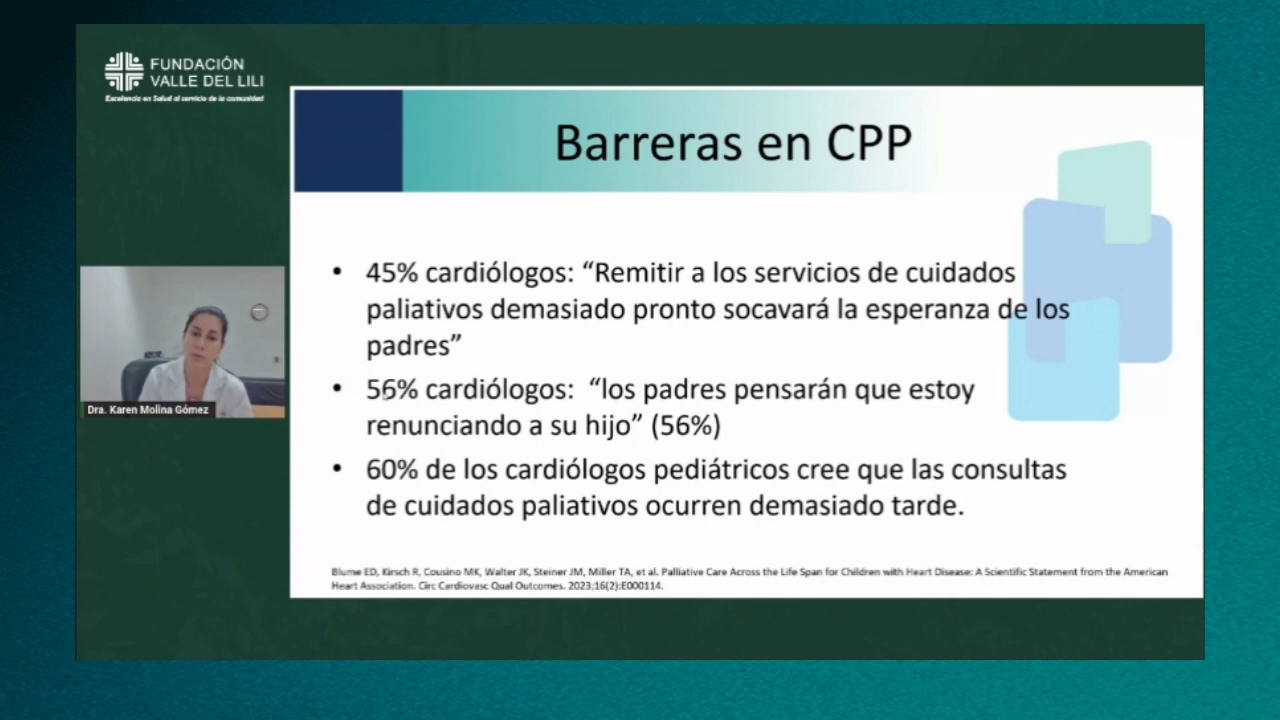 FUNDACIÓN
VALLE DEL LILI
Excelencia en Salud al servicio de la comunidad
Barreras en CPP
• 45% cardiólogos: “Remitir a los servicios de cuidados
paliativos demasiado pronto socavará la esperanza de los
padres”
• 56% cardiólogos: “los padres pensarán que estoy
renunciando a su hijo” (56%)
• 60% de los cardiólogos pediátricos cree que las consultas
de cuidados paliativos ocurren demasiado tarde.
Dra. Karen Molina Gómez
Blume ED, Kirsch R, Cousino MK, Walter JK, Steiner JM, Miller TA, et al. Palliative Care Across the Life Span for Children with Heart Disease: A Scientific Statement from the American
Heart Association. Circ Cardiovasc Qual Outcomes. 2023;16(2):E000114.